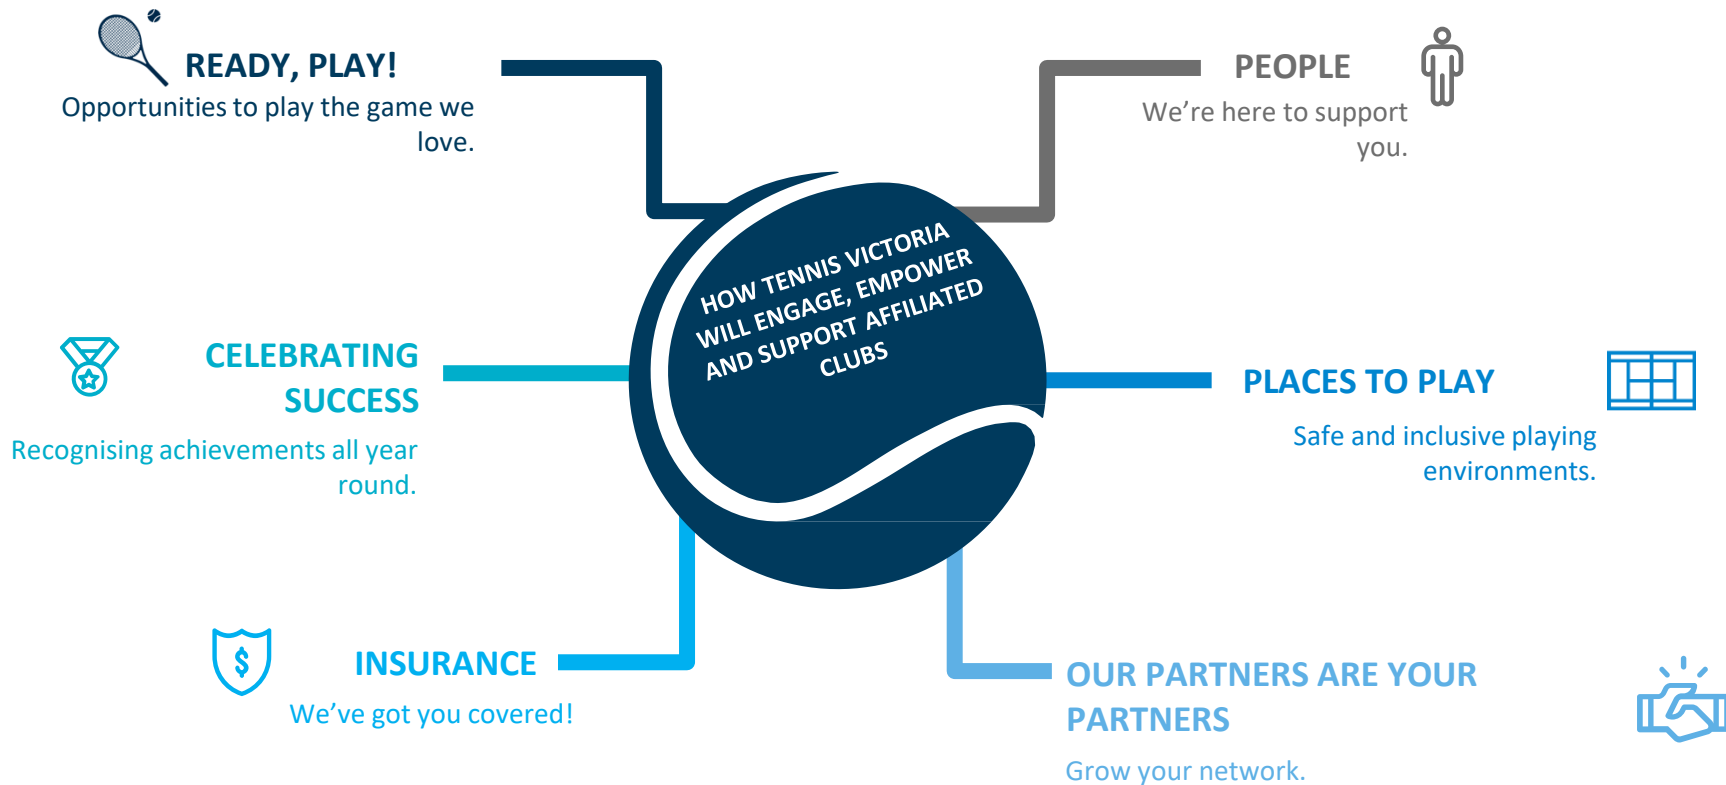 READY, PLAY!
Opportunities to play the game we
love.
PEOPLE
We're here to support
you.
HOW TENNIS VICTORIA
WILL ENGAGE, EMPOWER
AND SUPPORT AFFILIATED
CLUBS
CELEBRATING
SUCCESS
Recognising achievements all year
round.
PLACES TO PLAY
Safe and inclusive playing
environments.
$
INSURANCE
We've got you covered!
OUR PARTNERS ARE YOUR
PARTNERS
Grow your network.